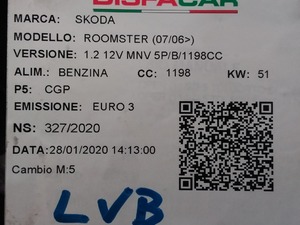 DISFACAR
MARCA: SKODA
MODELLO: ROOMSTER (07/06>)
VERSIONE: 1.2 12V MNV 5P/B/1198CC
ALIM.: BENZINA CC: 1198 KW: 51
P5: CGP
EMISSIONE: EURO 3
NS: 327/2020
DATA:28/01/2020 14:13:00
Cambio M:5
LVB